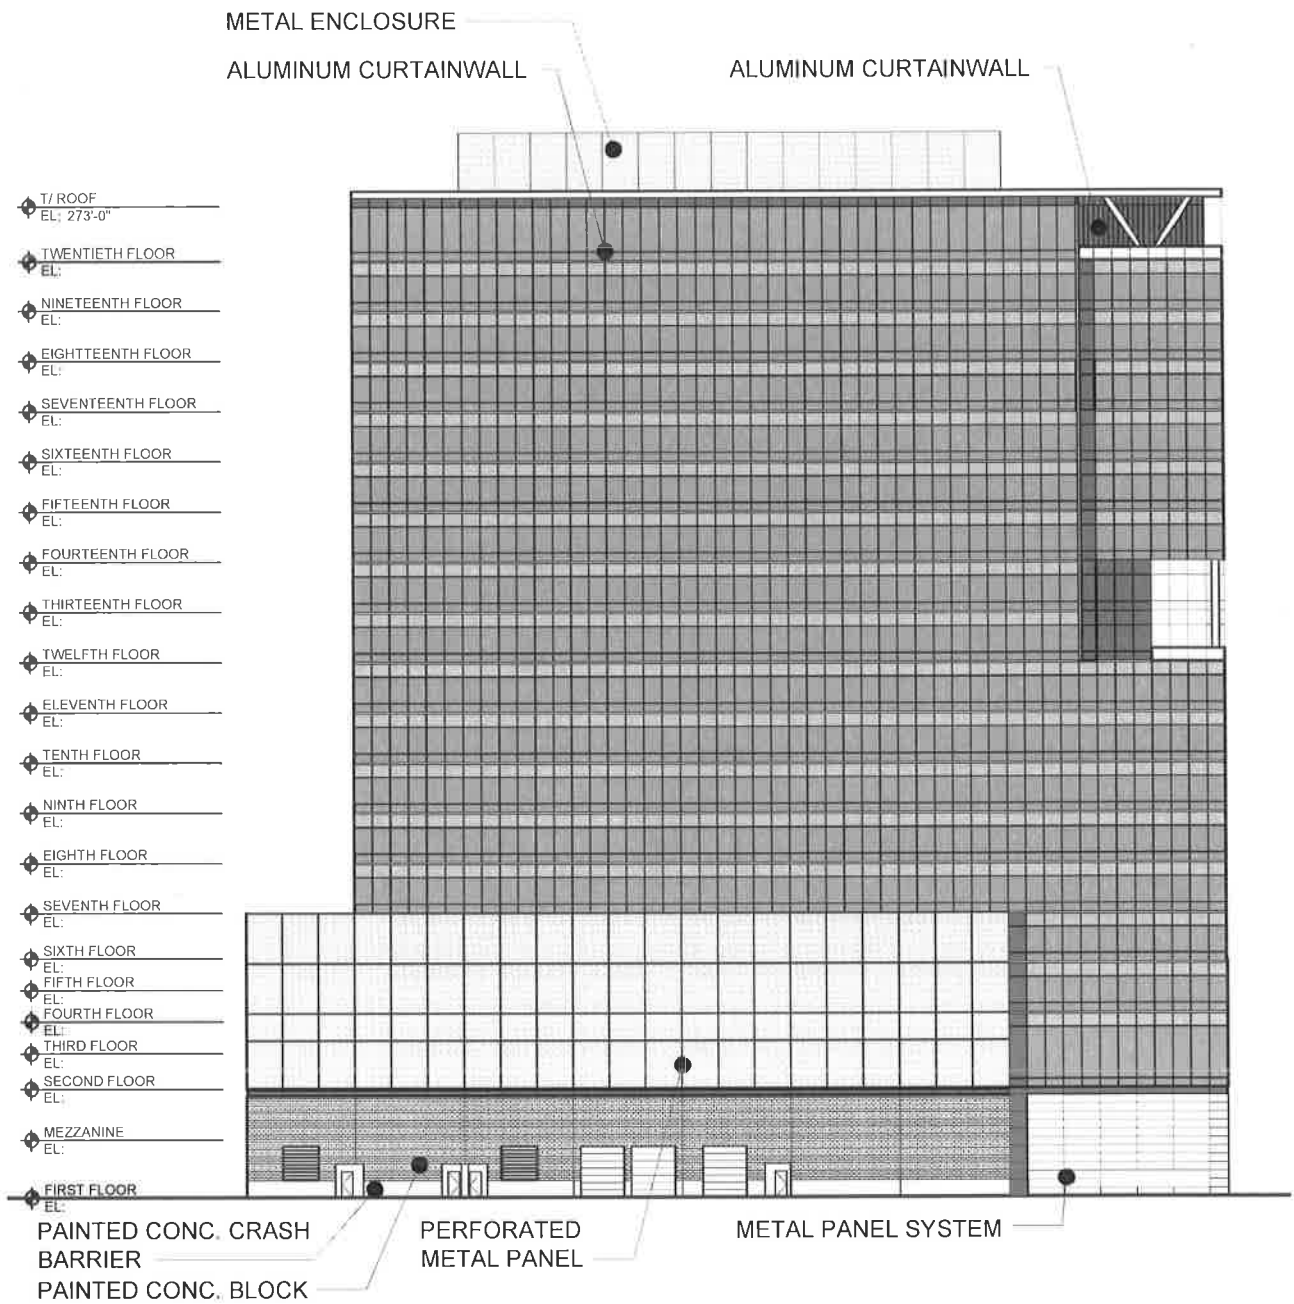 METAL ENCLOSURE
ALUMINUM CURTAINWALL
ALUMINUM CURTAINWALL
T/ ROOF
EL: 273'-0"
TWENTIETH FLOOR
EL:
NINETEENTH FLOOR
EL:
EIGHTTEENTH FLOOR
EL:
SEVENTEENTH FLOOR
EL:
SIXTEENTH FLOOR
EL:
FIFTEENTH FLOOR
EL:
FOURTEENTH FLOOR
EL:
THIRTEENTH FLOOR
EL:
TWELFTH FLOOR
EL:
ELEVENTH FLOOR
EL:
TENTH FLOOR
EL:
NINTH FLOOR
EL:
EIGHTH FLOOR
EL:
SEVENTH FLOOR
EL:
SIXTH FLOOR
EL:
FIFTH FLOOR
EL:
FOURTH FLOOR
EL:
THIRD FLOOR
EL:
SECOND FLOOR
EL:
MEZZANINE
EL:
FIRST FLOOR
EL:
PAINTED CONC. CRASH
BARRIER
PAINTED CONC. BLOCK
PERFORATED
METAL PANEL
METAL PANEL SYSTEM